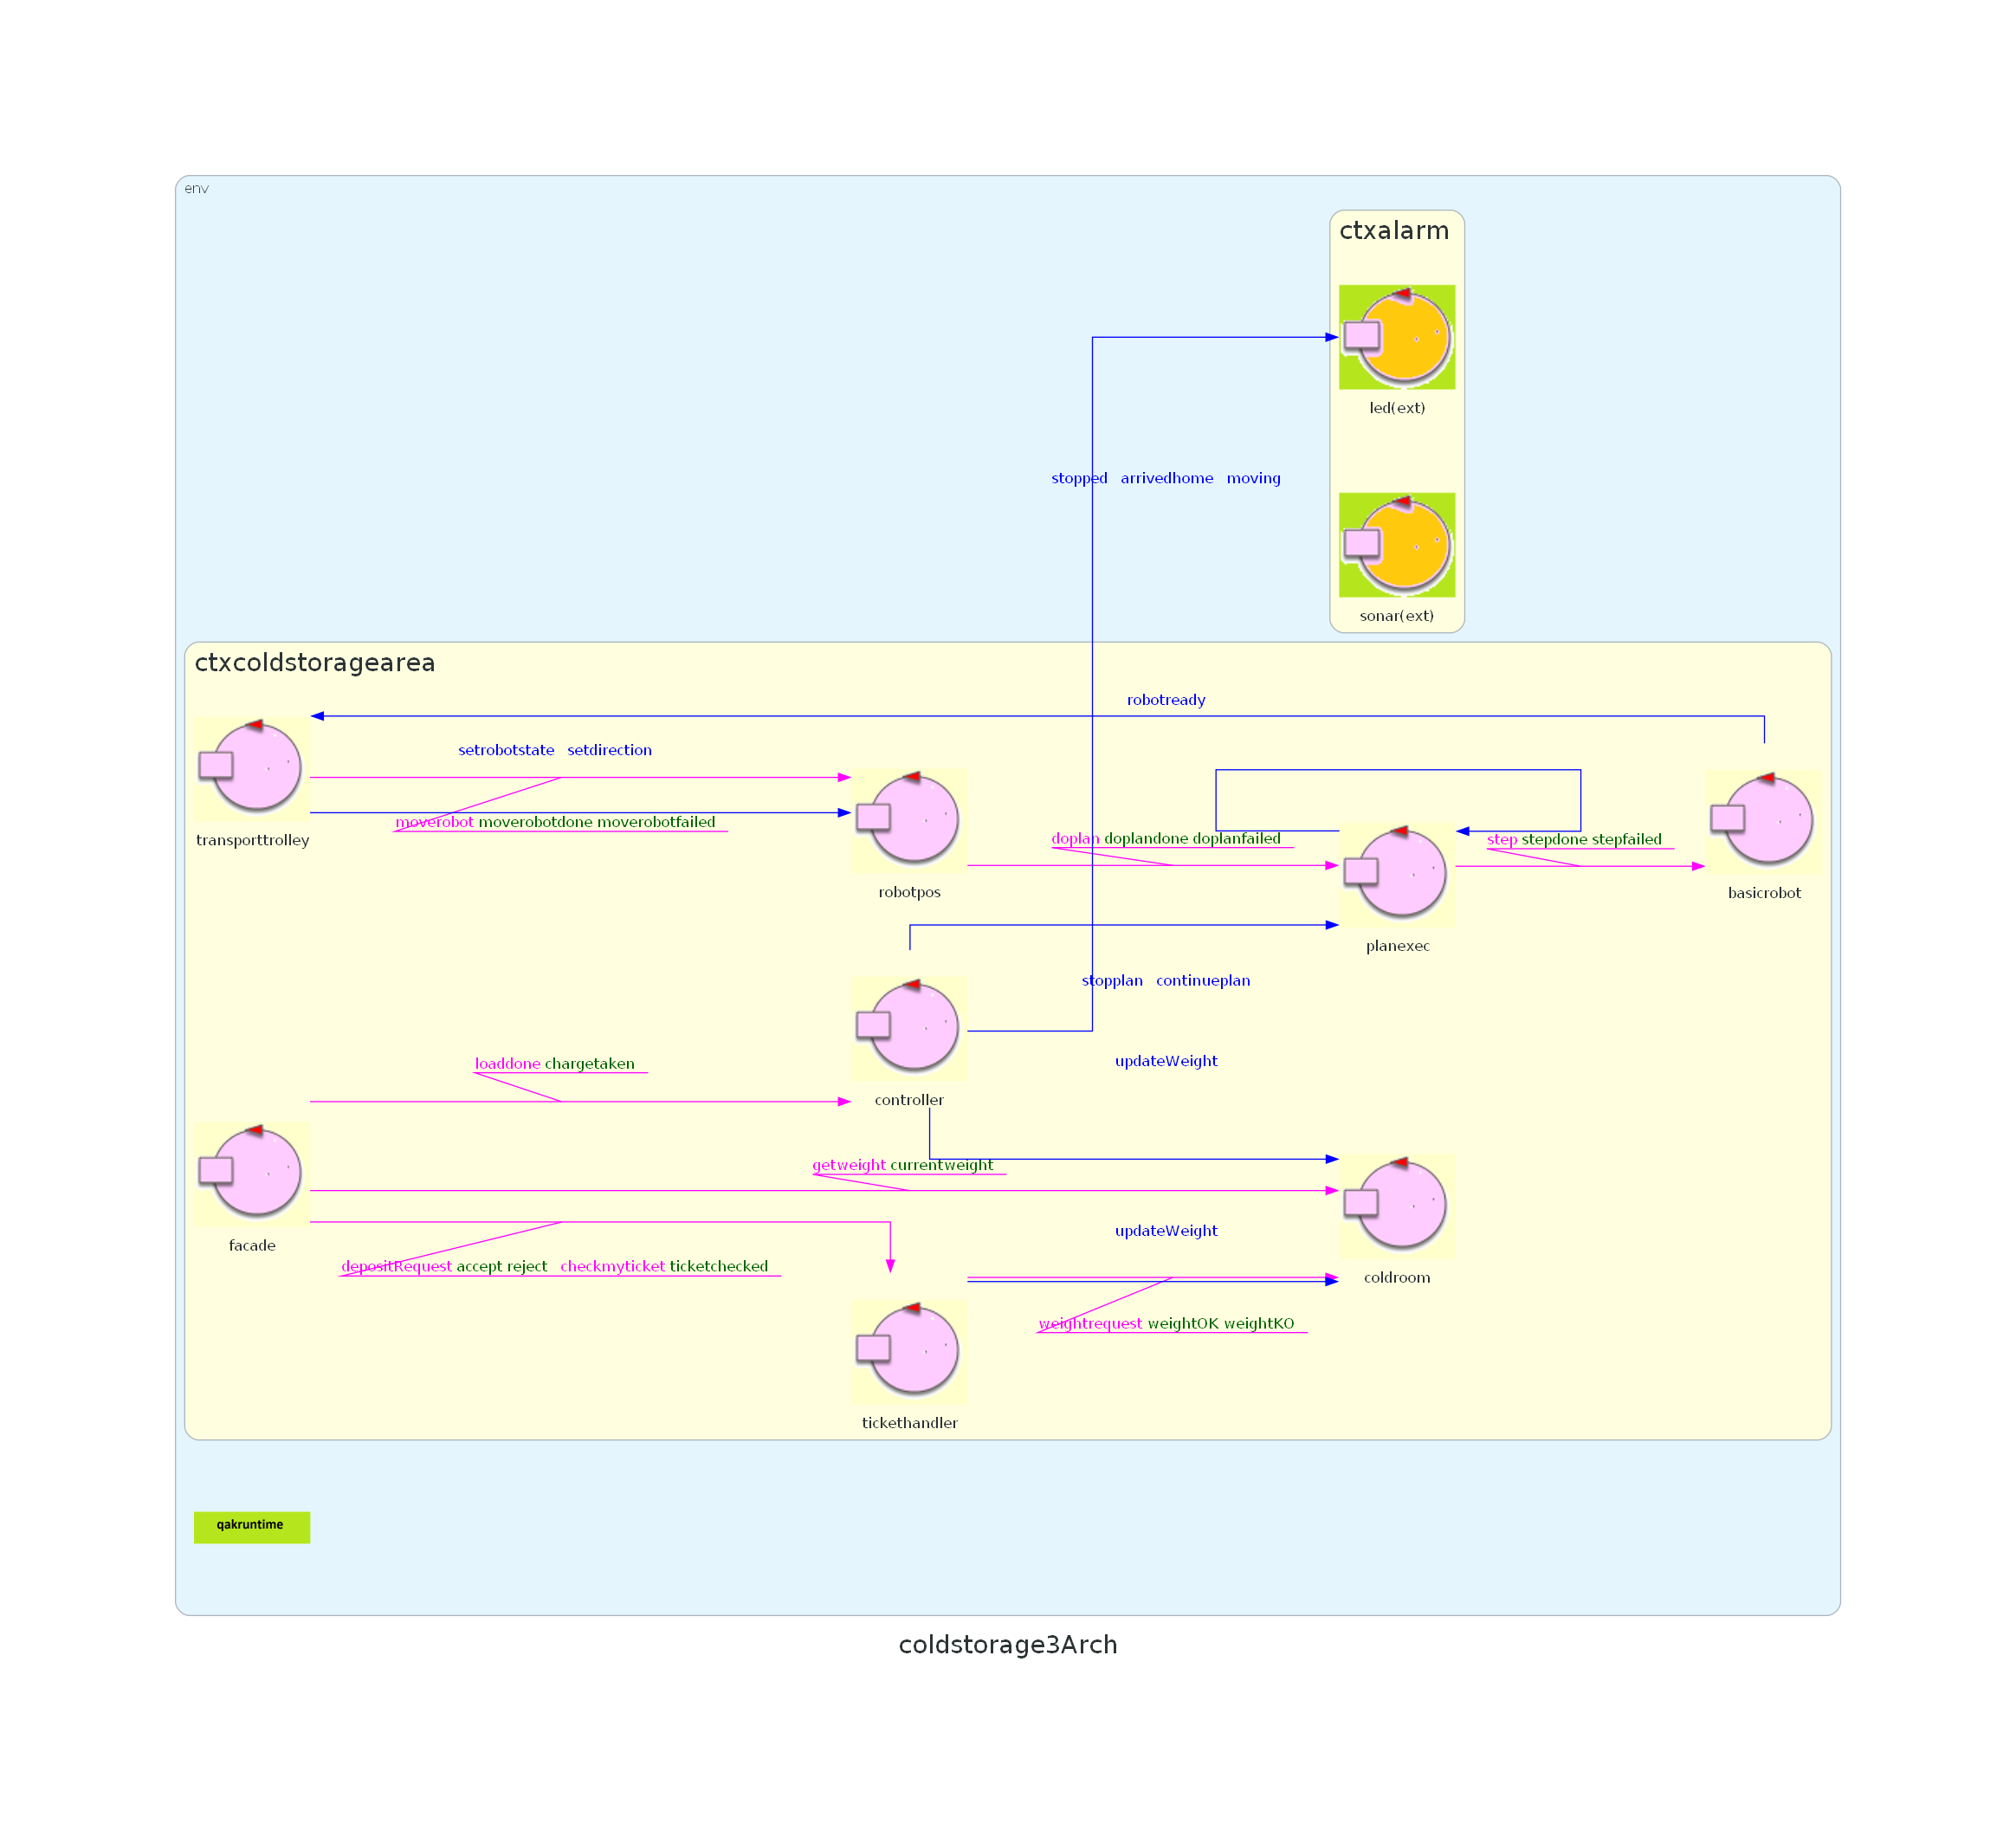 env
ctxalarm
led(ext)
stopped arrivedhome moving
sonar(ext)
ctxcoldstoragearea
robotready
setrobotstate setdirection
moverobot moverobotdone moverobotfailed
transporttrolley
doplan doplandone doplanfailed
step stepdone stepfailed
robotpos
basicrobot
planexec
stopplan continueplan
updateWeight
loaddone chargetaken
controller
getweight currentweight
updateWeight
facade
depositRequest accept reject checkmyticket ticketchecked
coldroom
weightrequest weightOK weightKO
tickethandler
qakruntime
coldstorage3Arch